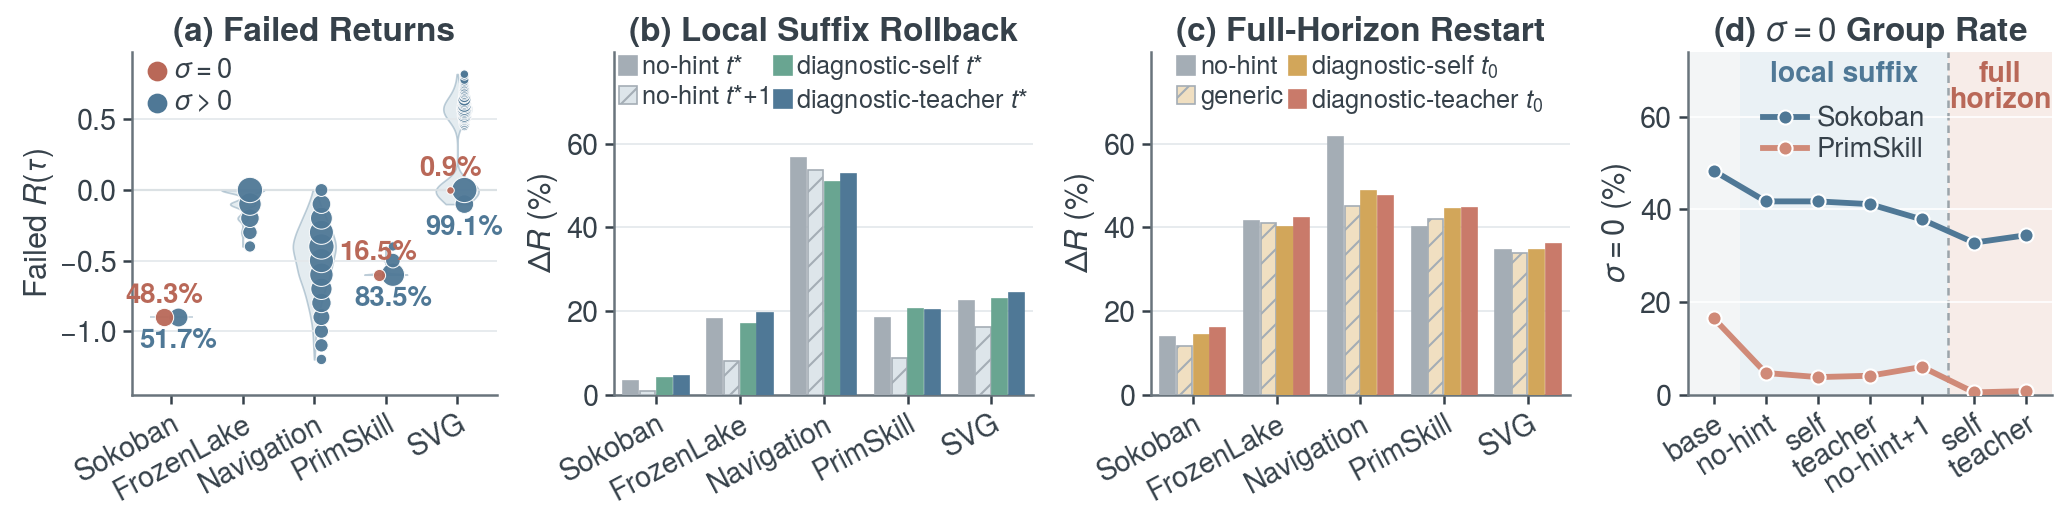 (a) Failed Returns
σ = 0
σ > 0
Failed R(τ)
0.5
0.0
−0.5
−1.0
48.3%
51.7%
16.5%
83.5%
0.9%
99.1%
Sokoban
FrozenLake
Navigation
PrimSkill
SVG
(b) Local Suffix Rollback
no-hint t*
no-hint t*+1
diagnostic-self t*
diagnostic-teacher t*
ΔR (%)
60
40
20
0
Sokoban
FrozenLake
Navigation
PrimSkill
SVG
(c) Full-Horizon Restart
no-hint
generic
diagnostic-self t₀
diagnostic-teacher t₀
ΔR (%)
60
40
20
0
Sokoban
FrozenLake
Navigation
PrimSkill
SVG
(d) σ = 0 Group Rate
local suffix
full
horizon
Sokoban
PrimSkill
σ = 0 (%)
60
40
20
0
base
no-hint
self
teacher
no-hint+1
self
teacher